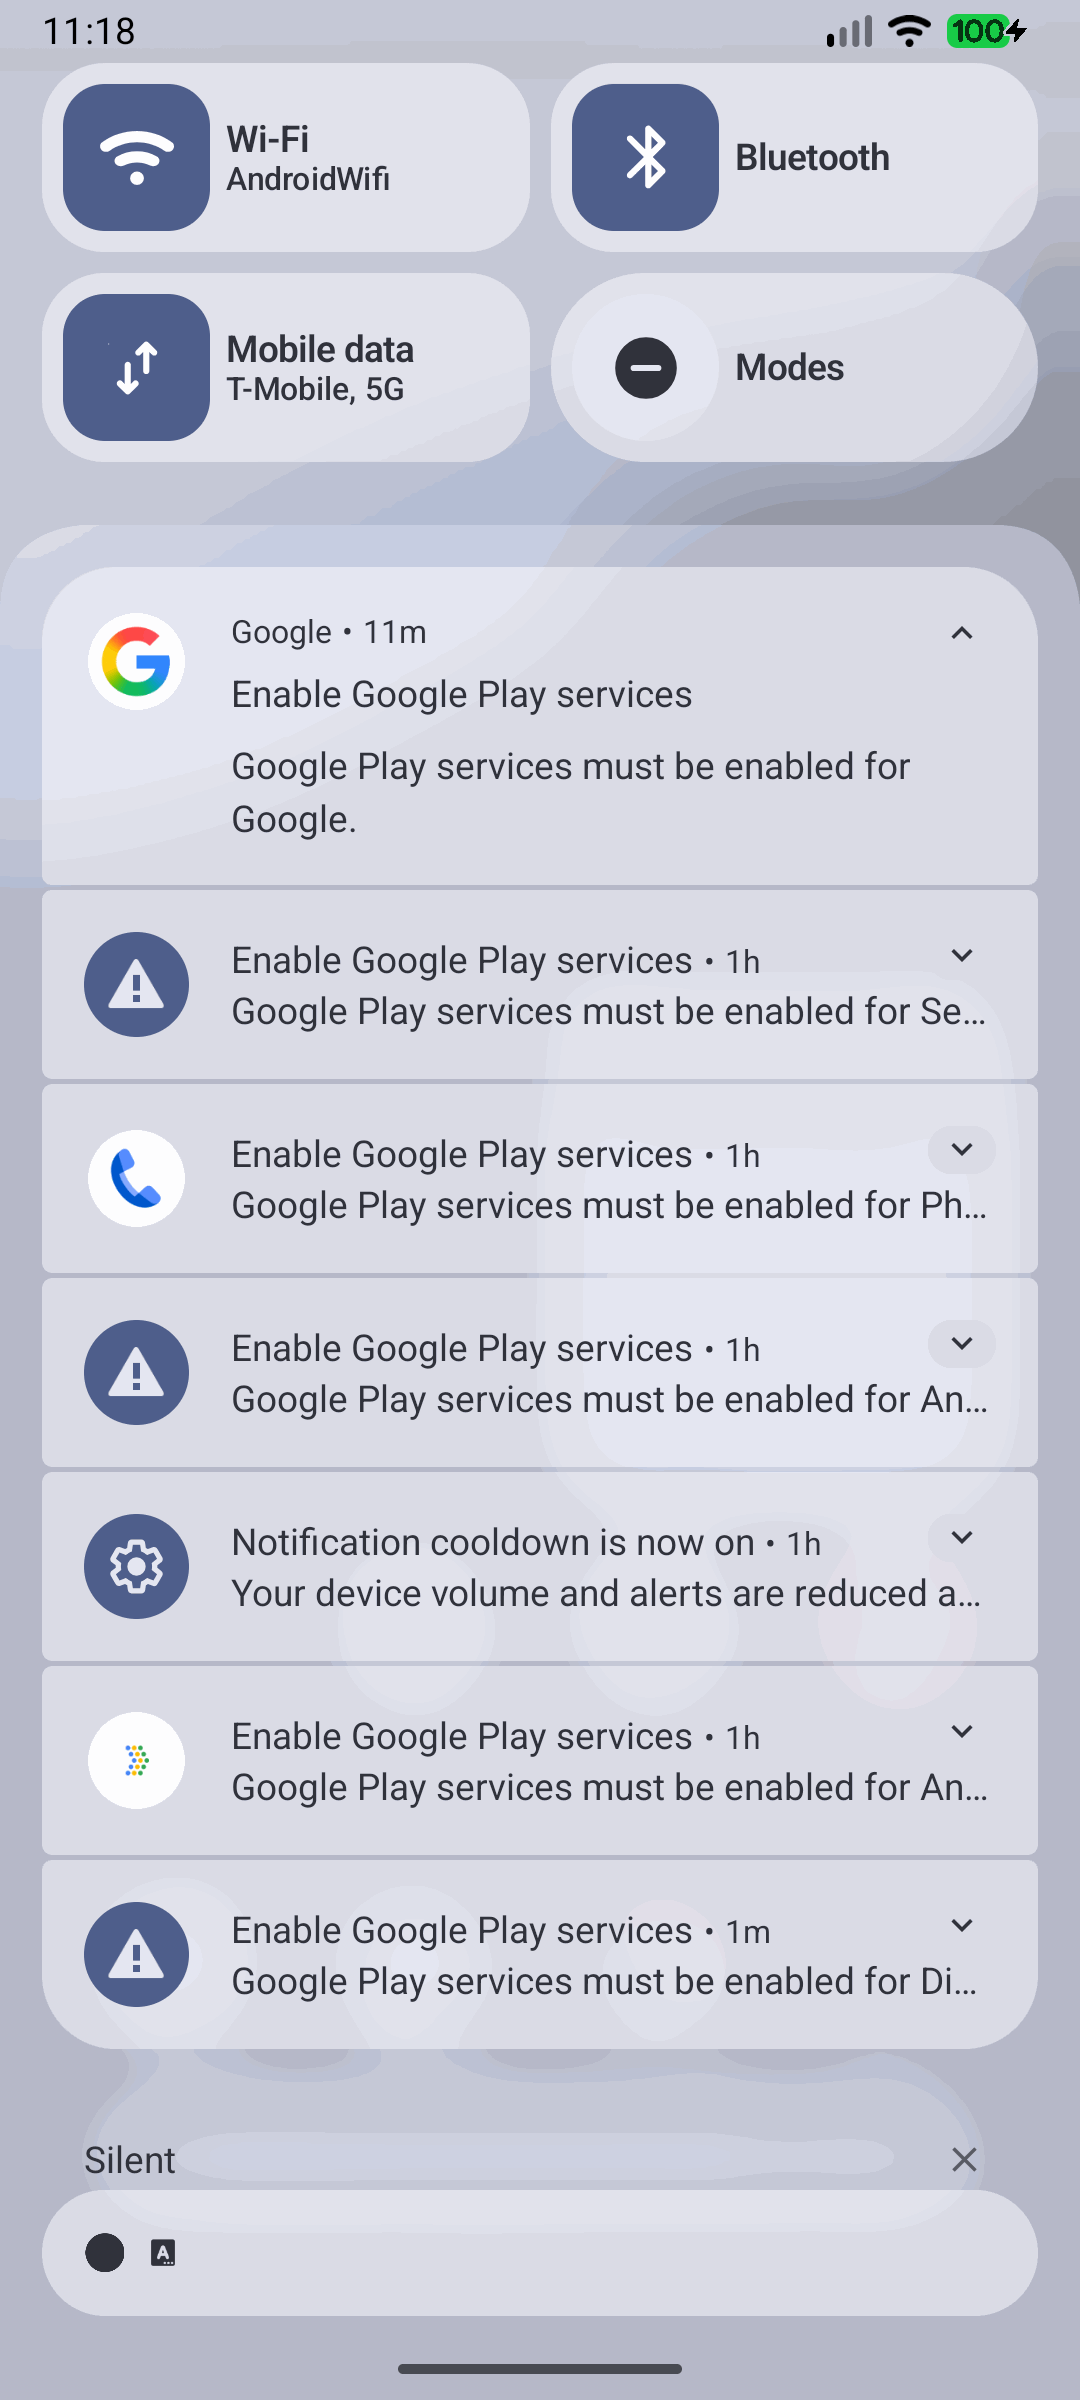 11:18
100
Wi-Fi
AndroidWifi
Bluetooth
Mobile data
T-Mobile, 5G
Modes
Google • 11m
Enable Google Play services
Google Play services must be enabled for
Google.
Enable Google Play services • 1h
Google Play services must be enabled for Se…
Enable Google Play services • 1h
Google Play services must be enabled for Ph…
Enable Google Play services • 1h
Google Play services must be enabled for An…
Notification cooldown is now on • 1h
Your device volume and alerts are reduced a…
Enable Google Play services • 1h
Google Play services must be enabled for An…
Enable Google Play services • 1m
Google Play services must be enabled for Di…
Silent
A